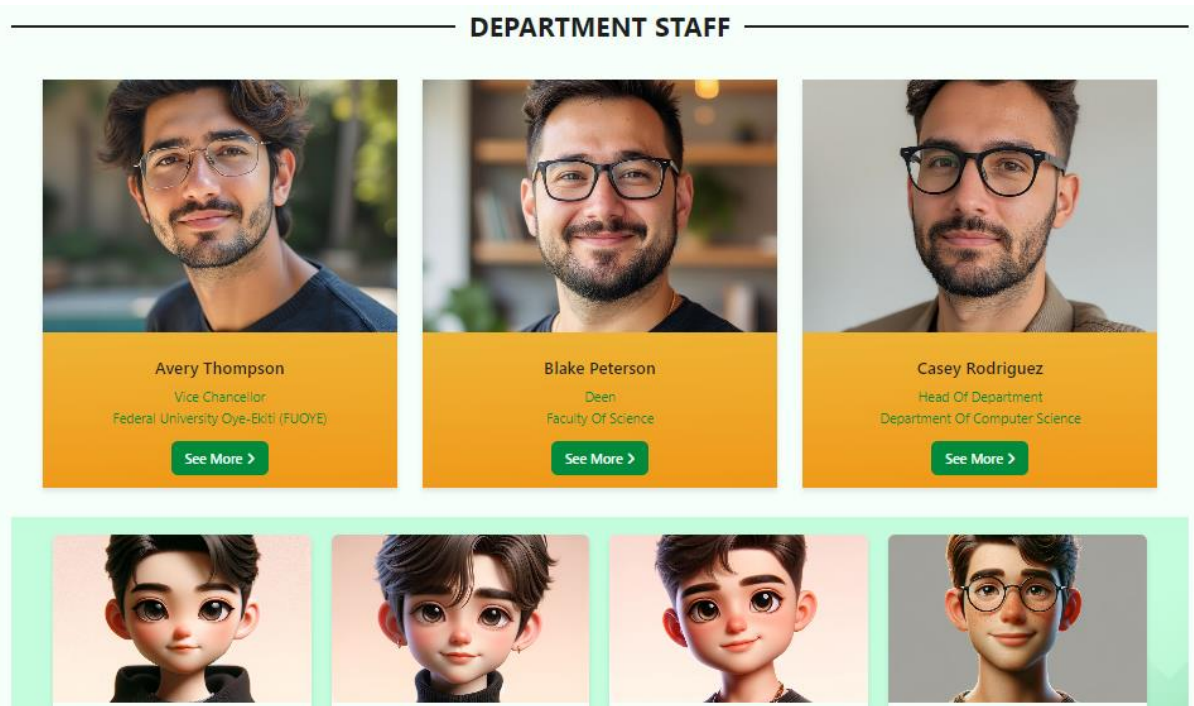 DEPARTMENT STAFF
Avery Thompson
Vice Chancellor
Federal University Oye-Ekiti (FUOYE)
See More >
Blake Peterson
Deen
Faculty Of Science
See More >
Casey Rodriguez
Head Of Department
Department Of Computer Science
See More >